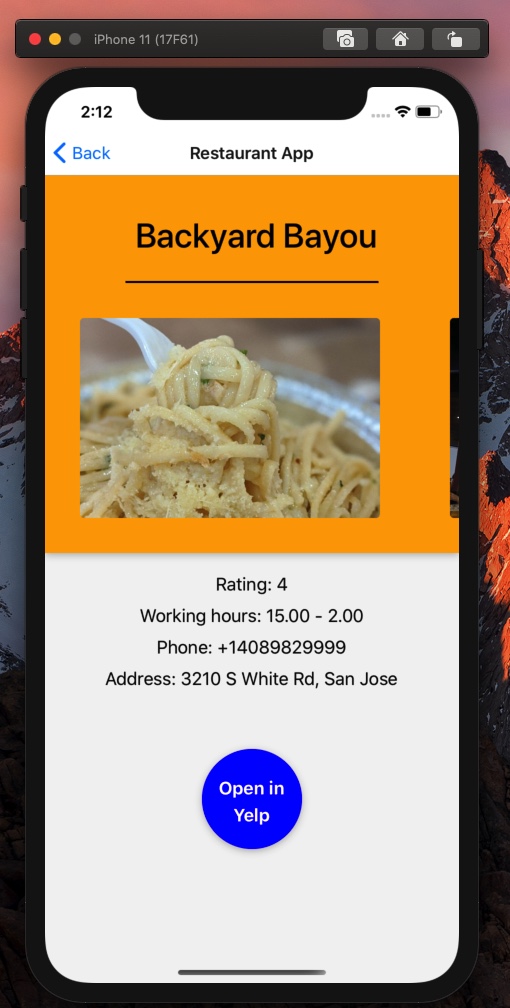 iPhone 11 (17F61)
2:12
Back
Restaurant App
Backyard Bayou
Rating: 4
Working hours: 15.00 - 2.00
Phone: +14089829999
Address: 3210 S White Rd, San Jose
Open in
Yelp